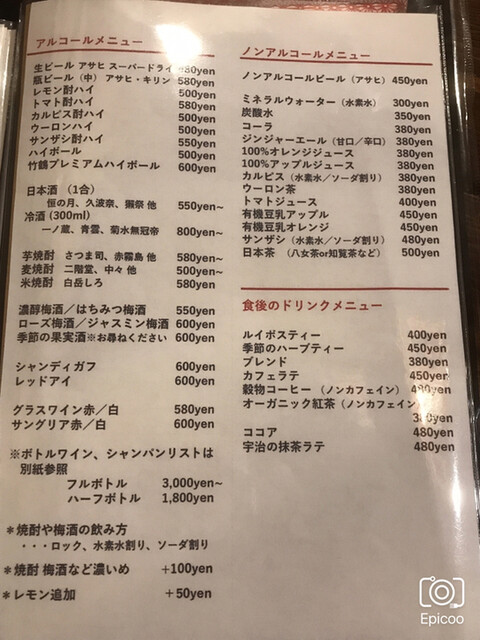 アルコールメニュー
生ビール アサヒ スーパードライ 480yen
瓶ビール（中） アサヒ・キリン 580yen
レモン酎ハイ 500yen
トマト酎ハイ 580yen
カルピス酎ハイ 500yen
ウーロンハイ 500yen
サンザシ酎ハイ 550yen
ハイボール 500yen
竹鶴プレミアムハイボール 600yen
日本酒 （1合）
恒の月、久波奈、獺祭 他 550yen~
冷酒 (300ml)
一ノ蔵、青雲、菊水無冠帝 800yen~
芋焼酎 さつま司、赤霧島 他 580yen~
麦焼酎 二階堂、中々 他 500yen~
米焼酎 白岳しろ 580yen
濃醇梅酒／はちみつ梅酒 550yen
ローズ梅酒／ジャスミン梅酒 600yen
季節の果実酒※お尋ねください 600yen
シャンディガフ 600yen
レッドアイ 600yen
グラスワイン赤／白 580yen
サングリア赤／白 600yen
※ボトルワイン、シャンパンリストは
別紙参照
フルボトル 3,000yen~
ハーフボトル 1,800yen
＊焼酎や梅酒の飲み方
・・・ロック、水素水割り、ソーダ割り
＊焼酎 梅酒など濃いめ +100yen
＊レモン追加 +50yen
ノンアルコールメニュー
ノンアルコールビール（アサヒ） 450yen
ミネラルウォーター（水素水） 300yen
炭酸水 350yen
コーラ 380yen
ジンジャーエール（甘口／辛口） 380yen
100%オレンジジュース 380yen
100%アップルジュース 380yen
カルピス（水素水／ソーダ割り） 380yen
ウーロン茶 380yen
トマトジュース 400yen
有機豆乳アップル 450yen
有機豆乳オレンジ 450yen
サンザシ（水素水／ソーダ割り） 480yen
日本茶 （八女茶or知覧茶など） 500yen
食後のドリンクメニュー
ルイボスティー 400yen
季節のハーブティー 450yen
ブレンド 380yen
カフェラテ 450yen
穀物コーヒー（ノンカフェイン） 480yen
オーガニック紅茶（ノンカフェイン
380yen
ココア 480yen
宇治の抹茶ラテ 480yen
Epicoo